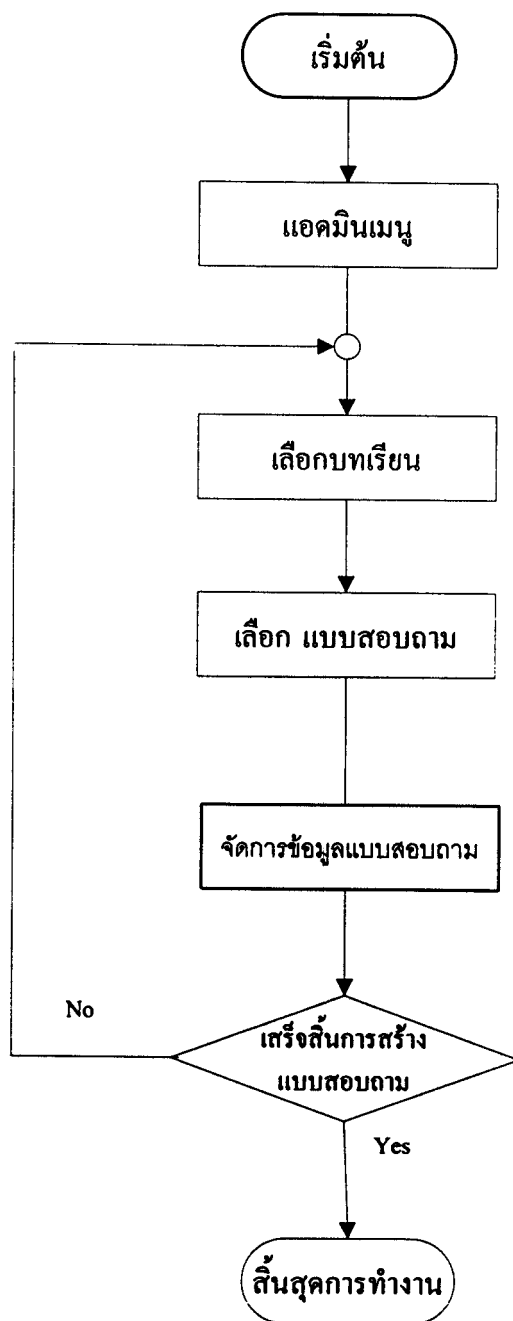 เริ่มต้น
แอดมินเมนู
เลือกบทเรียน
เลือก แบบสอบถาม
จัดการข้อมูลแบบสอบถาม
No
เสร็จสิ้นการสร้าง
แบบสอบถาม
Yes
สิ้นสุดการทำงาน